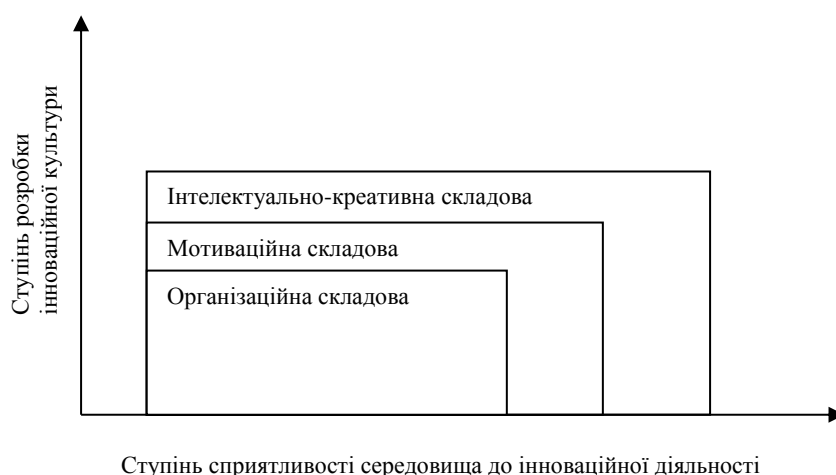 Ступінь розробки
інноваційної культури
Інтелектуально-креативна складова
Мотиваційна складова
Організаційна складова
Ступінь сприятливості середовища до інноваційної діяльності